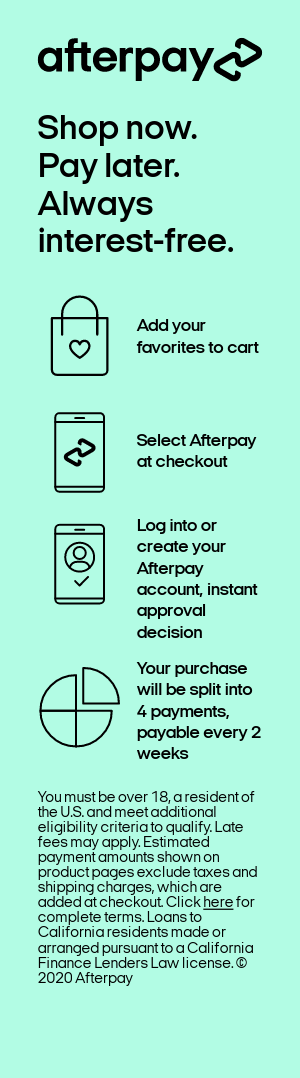 afterpay
Shop now.
Pay later.
Always
interest-free.
Add your
favorites to cart
Select Afterpay
at checkout
Log into or
create your
Afterpay
account, instant
approval
decision
Your purchase
will be split into
4 payments,
payable every 2
weeks
You must be over 18, a resident of
the U.S. and meet additional
eligibility criteria to qualify. Late
fees may apply. Estimated
payment amounts shown on
product pages exclude taxes and
shipping charges, which are
added at checkout. Click here for
complete terms. Loans to
California residents made or
arranged pursuant to a California
Finance Lenders Law license. ©
2020 Afterpay